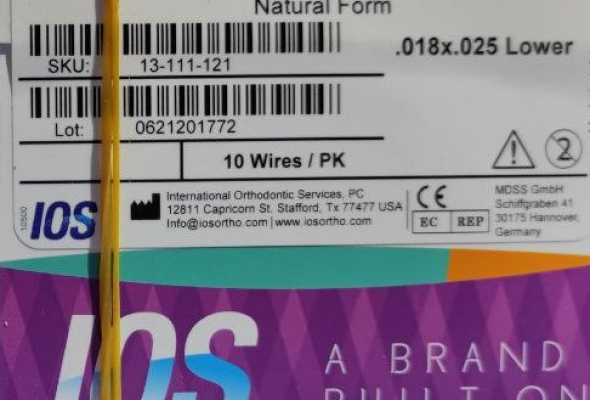 Natural Form
.018x.025 Lower
SKU: 13-111-121
Lot: 0621201772
10 Wires / PK
2
10500
IOS
International Orthodontic Services, PC
12811 Capricorn St. Stafford, Tx 77477 USA
Info@iosortho.com | www.iosortho.com
CE
EC REP
MDSS GmbH
Schiffgraben 41
30175 Hannover,
Germany
IOS
A BRAND
BUILT ON